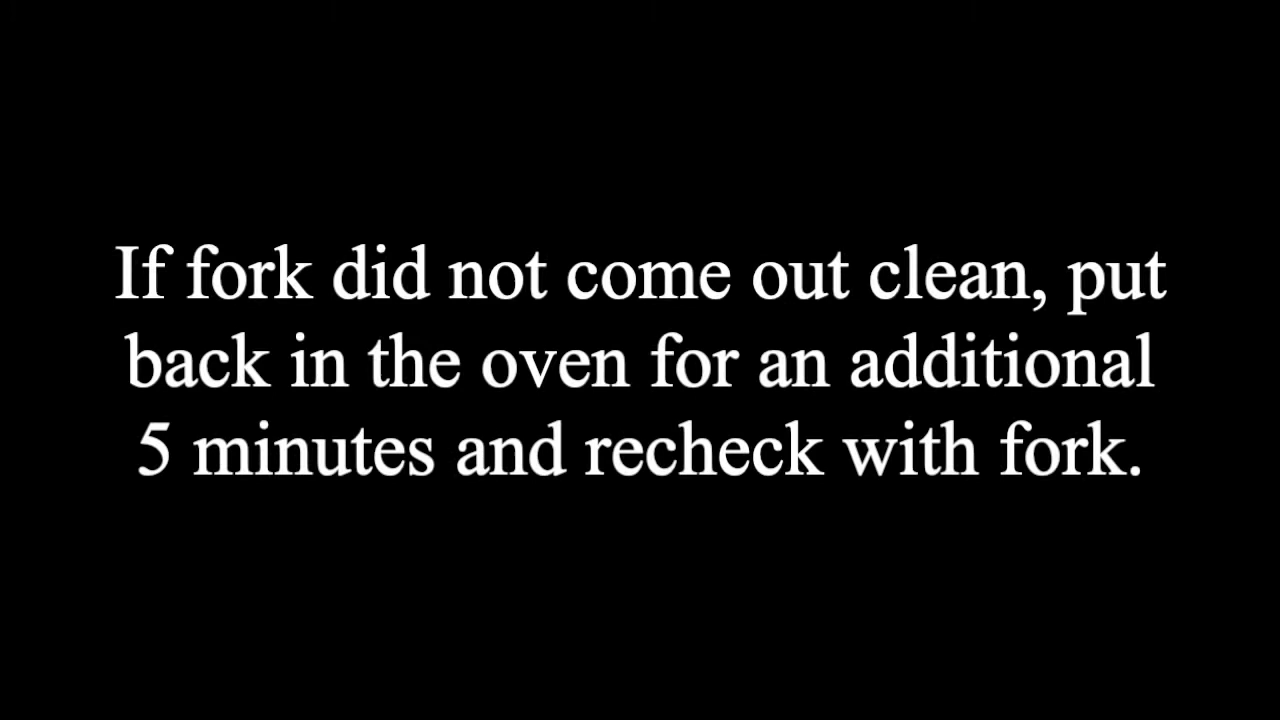 If fork did not come out clean, put
back in the oven for an additional
5 minutes and recheck with fork.